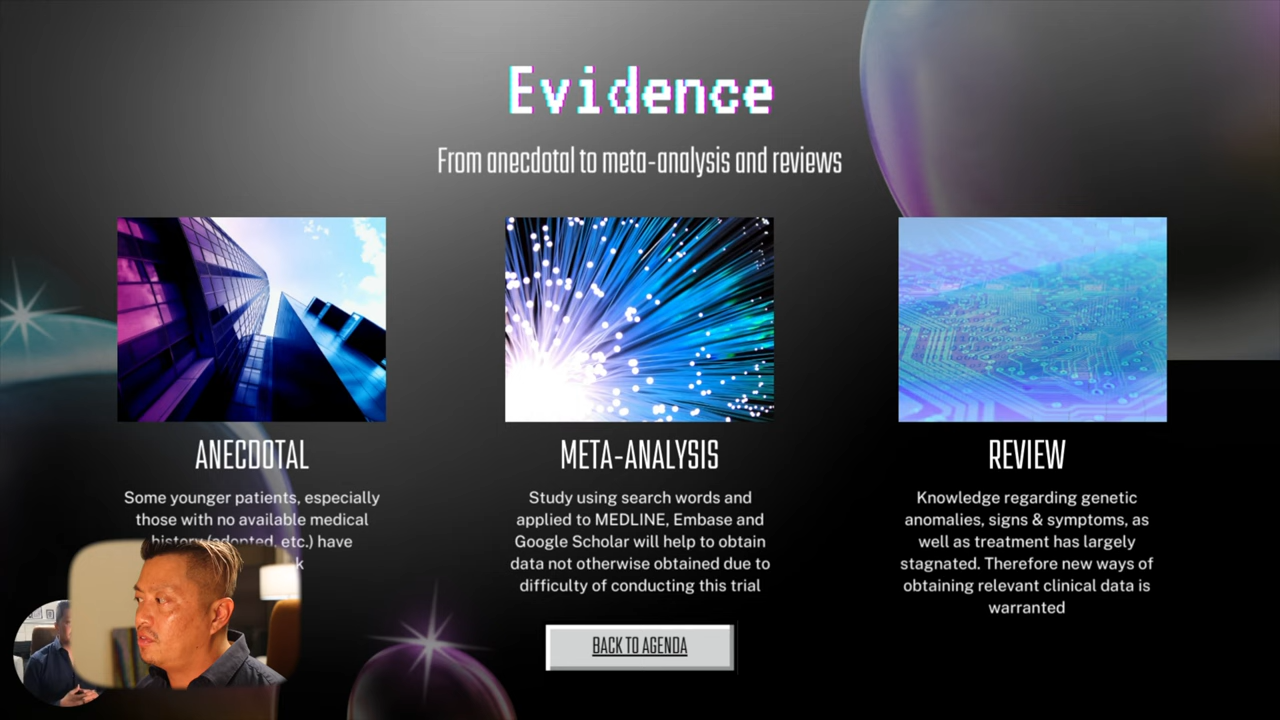 Evidence
From anecdotal to meta-analysis and reviews
ANECDOTAL
Some younger patients, especially
those with no available medical
history (adopted, etc.) have
k
META-ANALYSIS
Study using search words and
applied to MEDLINE, Embase and
Google Scholar will help to obtain
data not otherwise obtained due to
difficulty of conducting this trial
REVIEW
Knowledge regarding genetic
anomalies, signs & symptoms, as
well as treatment has largely
stagnated. Therefore new ways of
obtaining relevant clinical data is
warranted
BACK TO AGENDA